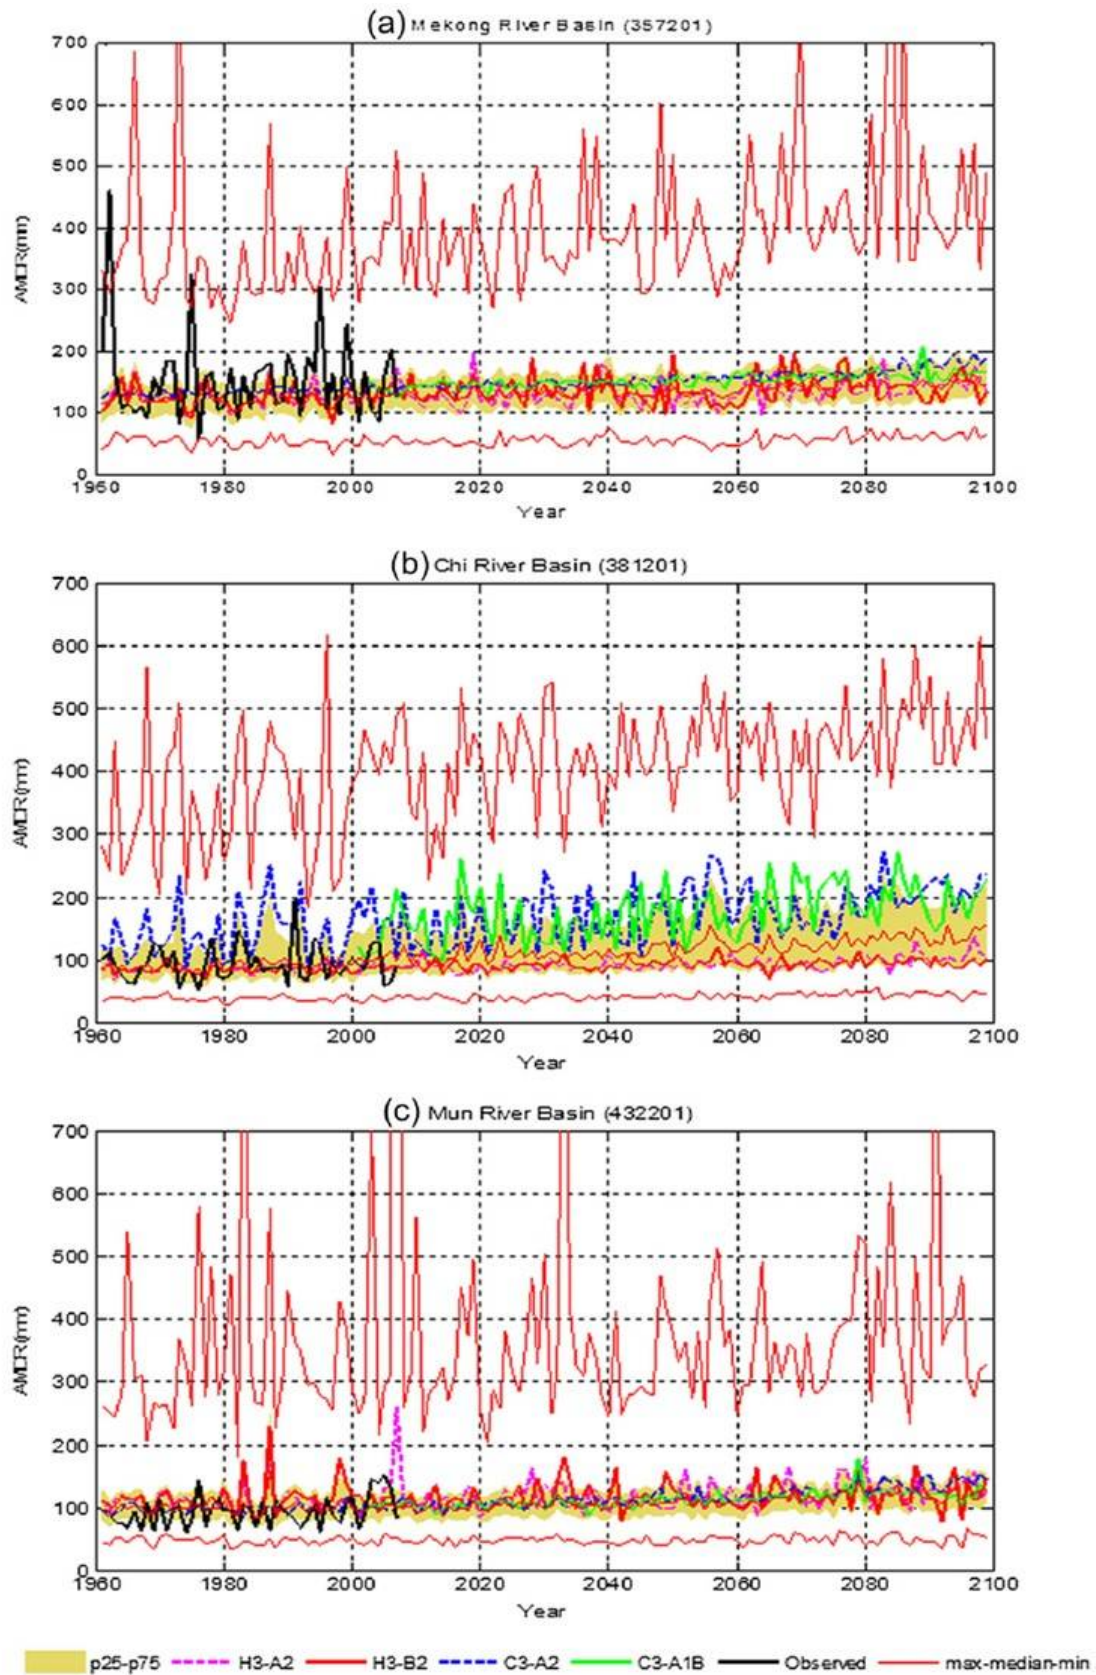 (a) Mekong River Basin (357201)
700
600
500
400
300
200
100
0
AMDR(mm)
1960 1980 2000 2020 2040 2060 2080 2100
Year
(b) Chi River Basin (381201)
700
600
500
400
300
200
100
0
AMDR(mm)
1960 1980 2000 2020 2040 2060 2080 2100
Year
(c) Mun River Basin (432201)
700
600
500
400
300
200
100
0
AMDR(mm)
1960 1980 2000 2020 2040 2060 2080 2100
Year
p25-p75 H3-A2 H3-B2 C3-A2 C3-A1B Observed max-median-min